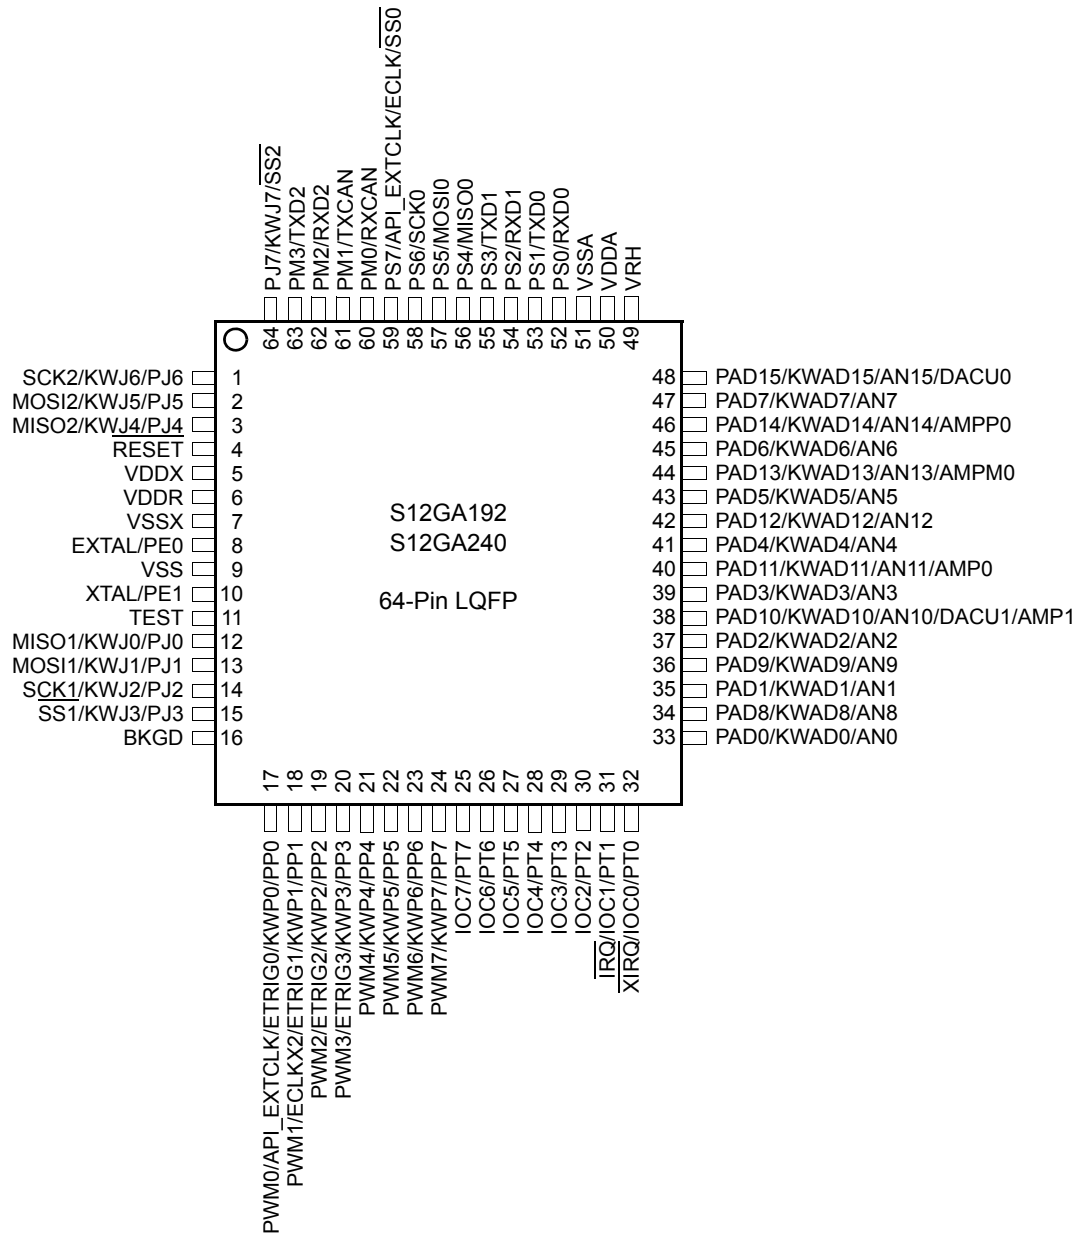 PJ7/KWJ7/SS2
PM3/TXD2
PM2/RXD2
PM1/TXCAN
PM0/RXCAN
PS7/API_EXTCLK/ECLK/SS0
PS6/SCK0
PS5/MOSI0
PS4/MISO0
PS3/TXD1
PS2/RXD1
PS1/TXD0
PS0/RXD0
VSSA
VDDA
VRH
64
63
62
61
60
59
58
57
56
55
54
53
52
51
50
49
SCK2/KWJ6/PJ6 1
MOSI2/KWJ5/PJ5 2
MISO2/KWJ4/PJ4 3
RESET 4
VDDX 5
VDDR 6
VSSX 7
EXTAL/PE0 8
VSS 9
XTAL/PE1 10
TEST 11
MISO1/KWJ0/PJ0 12
MOSI1/KWJ1/PJ1 13
SCK1/KWJ2/PJ2 14
SS1/KWJ3/PJ3 15
BKGD 16
S12GA192
S12GA240
64-Pin LQFP
48 PAD15/KWAD15/AN15/DACU0
47 PAD7/KWAD7/AN7
46 PAD14/KWAD14/AN14/AMPP0
45 PAD6/KWAD6/AN6
44 PAD13/KWAD13/AN13/AMPM0
43 PAD5/KWAD5/AN5
42 PAD12/KWAD12/AN12
41 PAD4/KWAD4/AN4
40 PAD11/KWAD11/AN11/AMP0
39 PAD3/KWAD3/AN3
38 PAD10/KWAD10/AN10/DACU1/AMP1
37 PAD2/KWAD2/AN2
36 PAD9/KWAD9/AN9
35 PAD1/KWAD1/AN1
34 PAD8/KWAD8/AN8
33 PAD0/KWAD0/AN0
17
18
19
20
21
22
23
24
25
26
27
28
29
30
31
32
PWM0/API_EXTCLK/ETRIG0/KWP0/PP0
PWM1/ECLKX2/ETRIG1/KWP1/PP1
PWM2/ETRIG2/KWP2/PP2
PWM3/ETRIG3/KWP3/PP3
PWM4/KWP4/PP4
PWM5/KWP5/PP5
PWM6/KWP6/PP6
PWM7/KWP7/PP7
IOC7/PT7
IOC6/PT6
IOC5/PT5
IOC4/PT4
IOC3/PT3
IOC2/PT2
IRQ/IOC1/PT1
XIRQ/IOC0/PT0